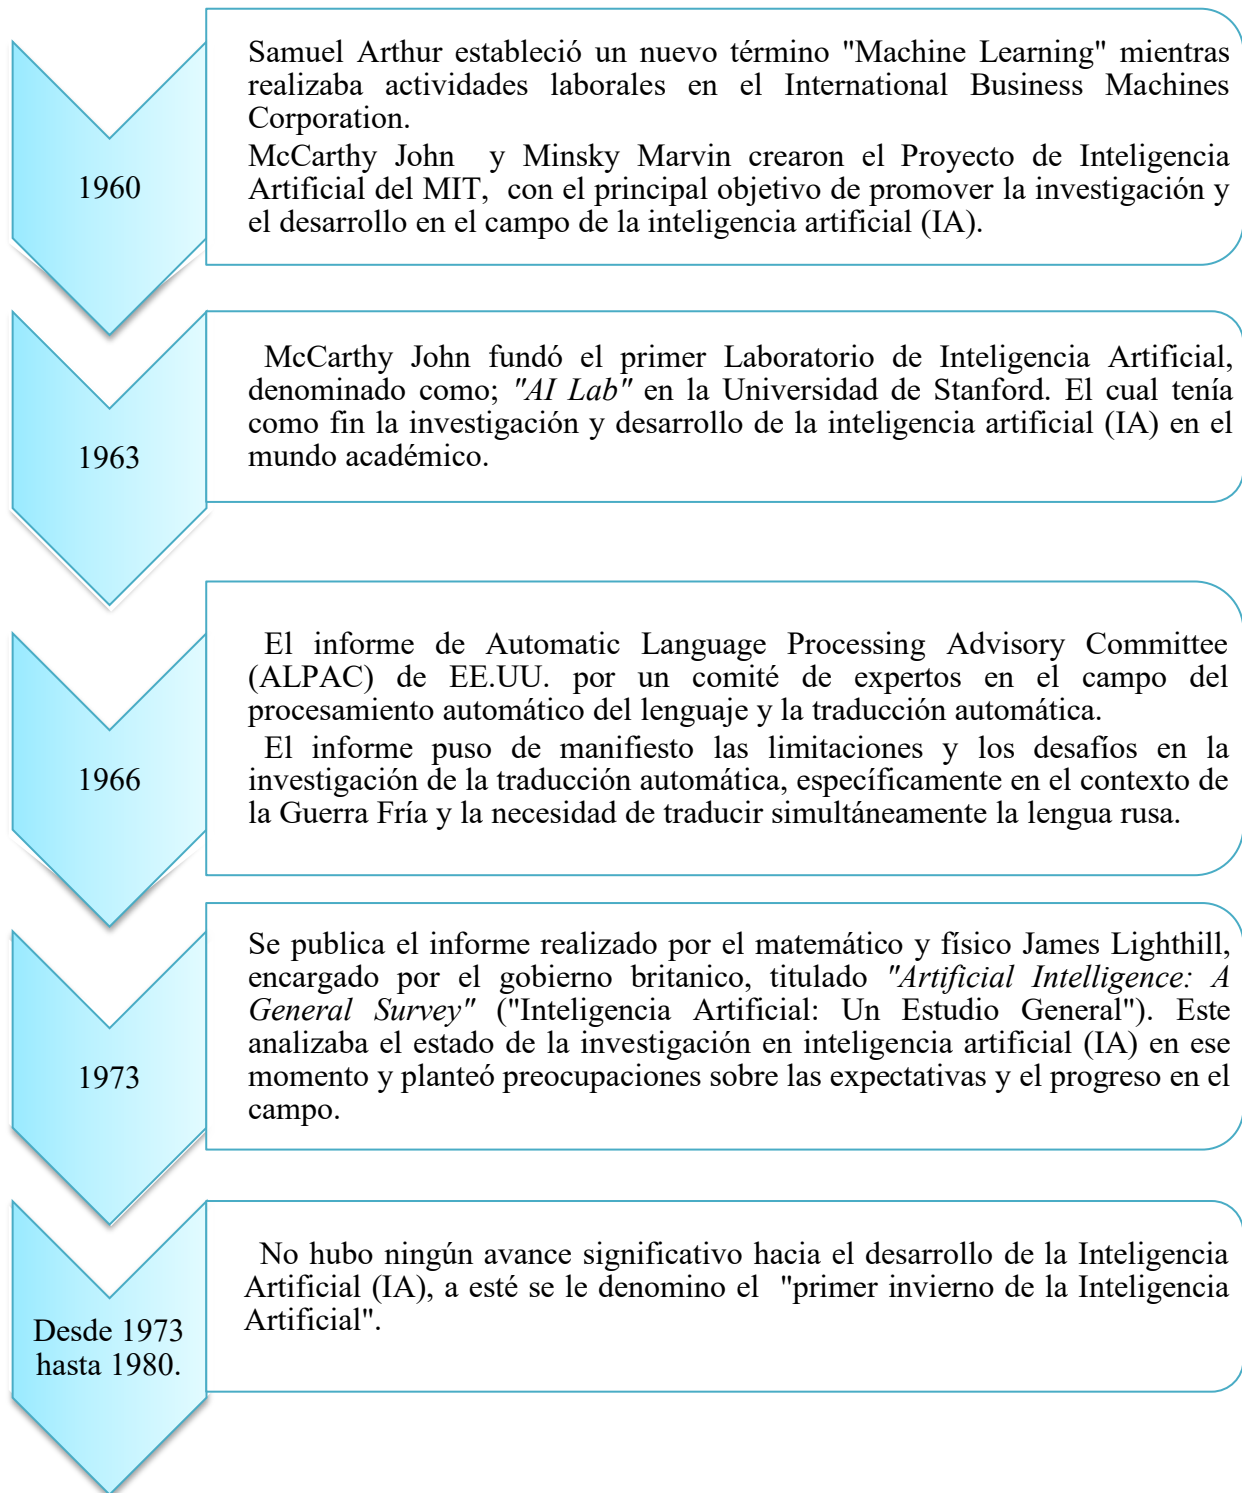 Samuel Arthur estableció un nuevo término "Machine Learning" mientras
realizaba actividades laborales en el International Business Machines
Corporation.
McCarthy John y Minsky Marvin crearon el Proyecto de Inteligencia
Artificial del MIT, con el principal objetivo de promover la investigación y
el desarrollo en el campo de la inteligencia artificial (IA).
1960
McCarthy John fundó el primer Laboratorio de Inteligencia Artificial,
denominado como; "AI Lab" en la Universidad de Stanford. El cual tenía
como fin la investigación y desarrollo de la inteligencia artificial (IA) en el
mundo académico.
1963
El informe de Automatic Language Processing Advisory Committee
(ALPAC) de EE.UU. por un comité de expertos en el campo del
procesamiento automático del lenguaje y la traducción automática.
El informe puso de manifiesto las limitaciones y los desafíos en la
investigación de la traducción automática, específicamente en el contexto de
la Guerra Fría y la necesidad de traducir simultáneamente la lengua rusa.
1966
Se publica el informe realizado por el matemático y físico James Lighthill,
encargado por el gobierno britanico, titulado "Artificial Intelligence: A
General Survey" ("Inteligencia Artificial: Un Estudio General"). Este
analizaba el estado de la investigación en inteligencia artificial (IA) en ese
momento y planteó preocupaciones sobre las expectativas y el progreso en el
campo.
1973
No hubo ningún avance significativo hacia el desarrollo de la Inteligencia
Artificial (IA), a esté se le denomino el "primer invierno de la Inteligencia
Artificial".
Desde 1973
hasta 1980.